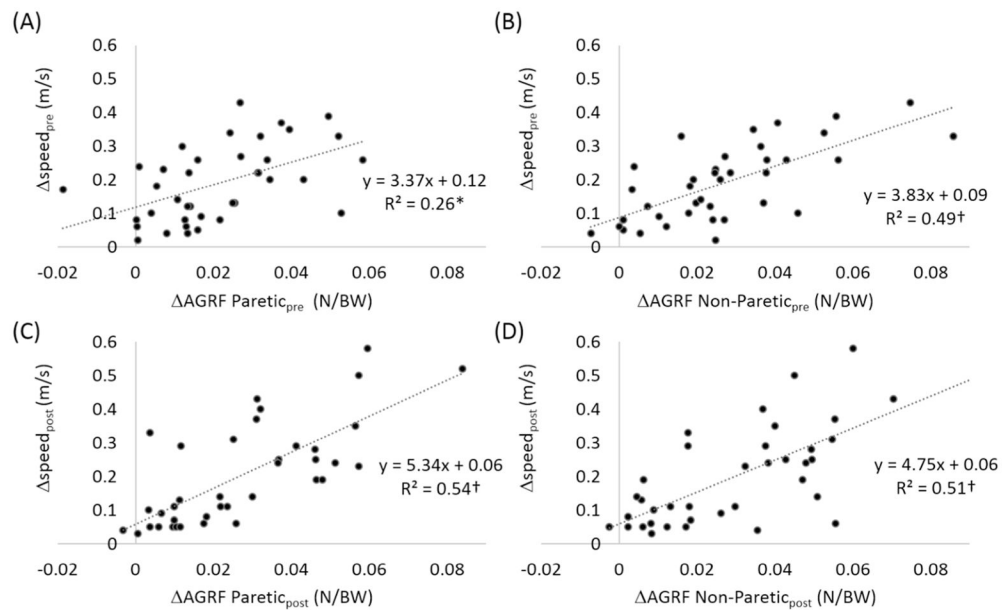 (A)
0.6
0.5
0.4
0.3
0.2
0.1
0
Δspeedpre (m/s)
y = 3.37x + 0.12
R² = 0.26*
-0.02 0 0.02 0.04 0.06 0.08
ΔAGRF Pareticpre (N/BW)
(B)
0.6
0.5
0.4
0.3
0.2
0.1
0
Δspeedpre (m/s)
y = 3.83x + 0.09
R² = 0.49†
-0.02 0 0.02 0.04 0.06 0.08
ΔAGRF Non-Pareticpre (N/BW)
(C)
0.6
0.5
0.4
0.3
0.2
0.1
0
Δspeedpost (m/s)
y = 5.34x + 0.06
R² = 0.54†
-0.02 0 0.02 0.04 0.06 0.08
ΔAGRF Pareticpost (N/BW)
(D)
0.6
0.5
0.4
0.3
0.2
0.1
0
Δspeedpost (m/s)
y = 4.75x + 0.06
R² = 0.51†
-0.02 0 0.02 0.04 0.06 0.08
ΔAGRF Non-Pareticpost (N/BW)